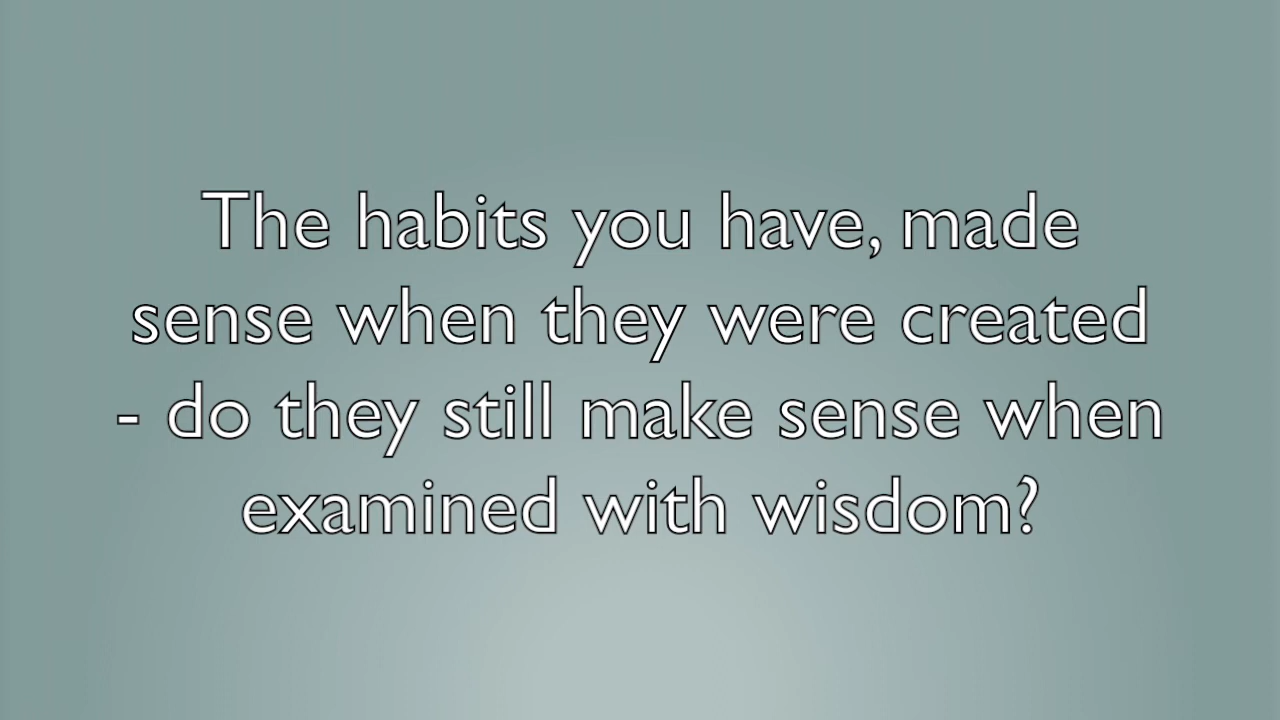 The habits you have, made
sense when they were created
- do they still make sense when
examined with wisdom?